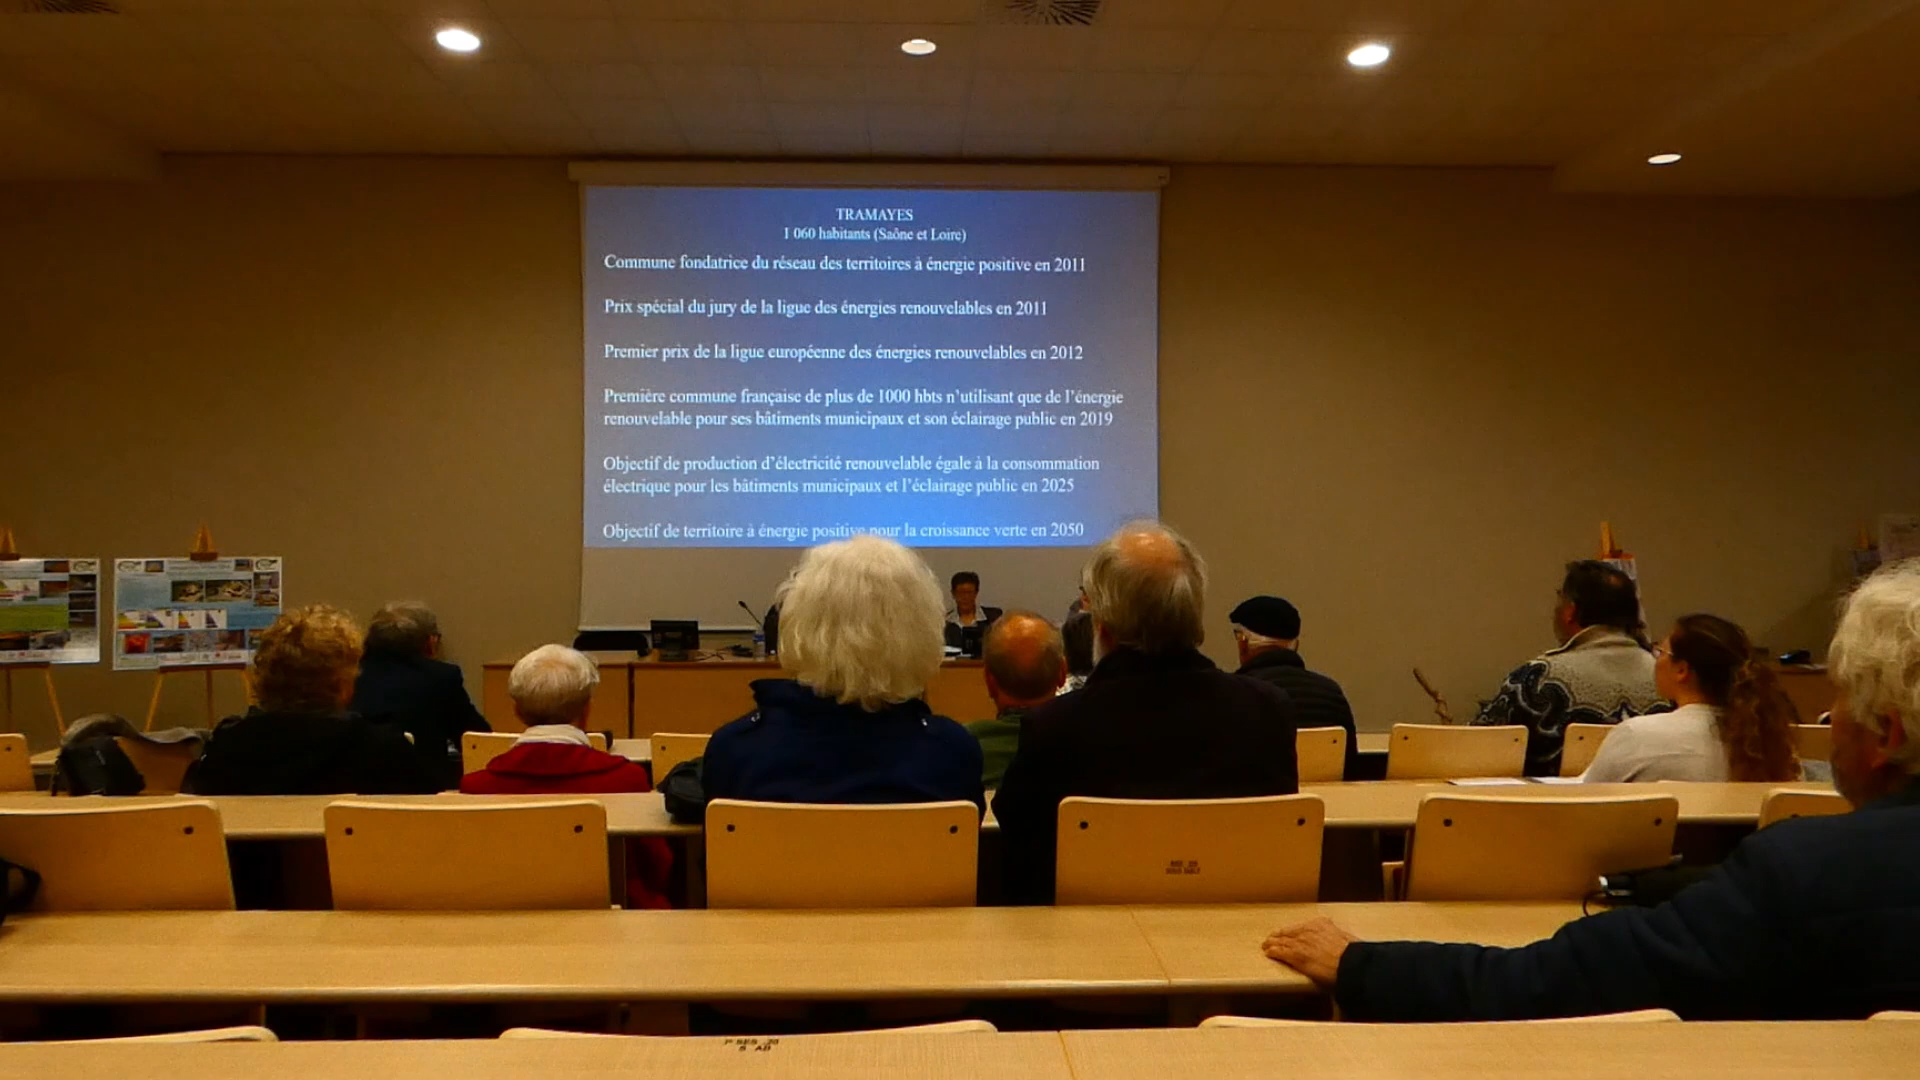 TRAMAYES
1 060 habitants (Saône et Loire)
Commune fondatrice du réseau des territoires à énergie positive en 2011
Prix spécial du jury de la ligue des énergies renouvelables en 2011
Premier prix de la ligue européenne des énergies renouvelables en 2012
Première commune française de plus de 1000 hbts n’utilisant que de l’énergie
renouvelable pour ses bâtiments municipaux et son éclairage public en 2019
Objectif de production d’électricité renouvelable égale à la consommation
électrique pour les bâtiments municipaux et l’éclairage public en 2025
Objectif de territoire à énergie positive pour la croissance verte en 2050